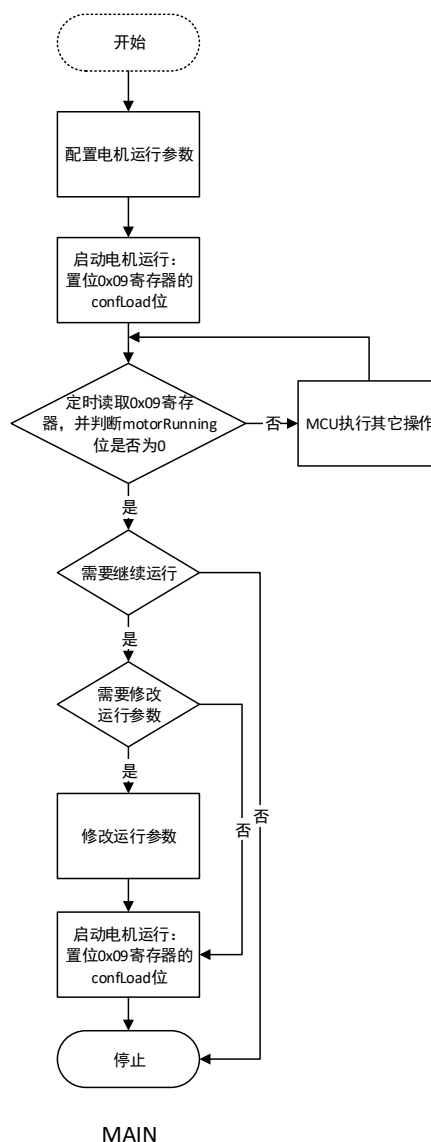 开始
配置电机运行参数
启动电机运行：
置位0x09寄存器的
confLoad位
定时读取0x09寄存
器，并判断motorRunning
位是否为0
否
MCU执行其它操作
是
需要继续运行
是
需要修改
运行参数
是
否
否
修改运行参数
启动电机运行：
置位0x09寄存器的
confLoad位
停止
MAIN